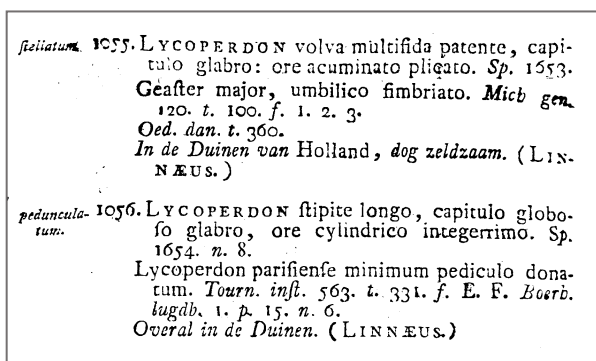 ſtellatum. 1055. LYCOPERDON volva multifida patente, capi-
tulo glabro: ore acuminato plicato. Sp. 1653.
Geaſter major, umbilico fimbriato. Mich gen.
120. t. 100. f. 1. 2. 3.
Oed. dan. t. 360.
In de Duinen van Holland, dog zeldzaam. (LIN-
NÆUS.)
peduncula- 1056. LYCOPERDON ſtipite longo, capitulo globo-
tum. ſo glabro, ore cylindrico integerrimo. Sp.
1654. n. 8.
Lycoperdon pariſienſe minimum pediculo dona-
tum. Tourn. inſt. 563. t. 331. f. E. F. Boerh.
lugdb. 1. p. 15. n. 6.
Overal in de Duinen. (LINNÆUS.)